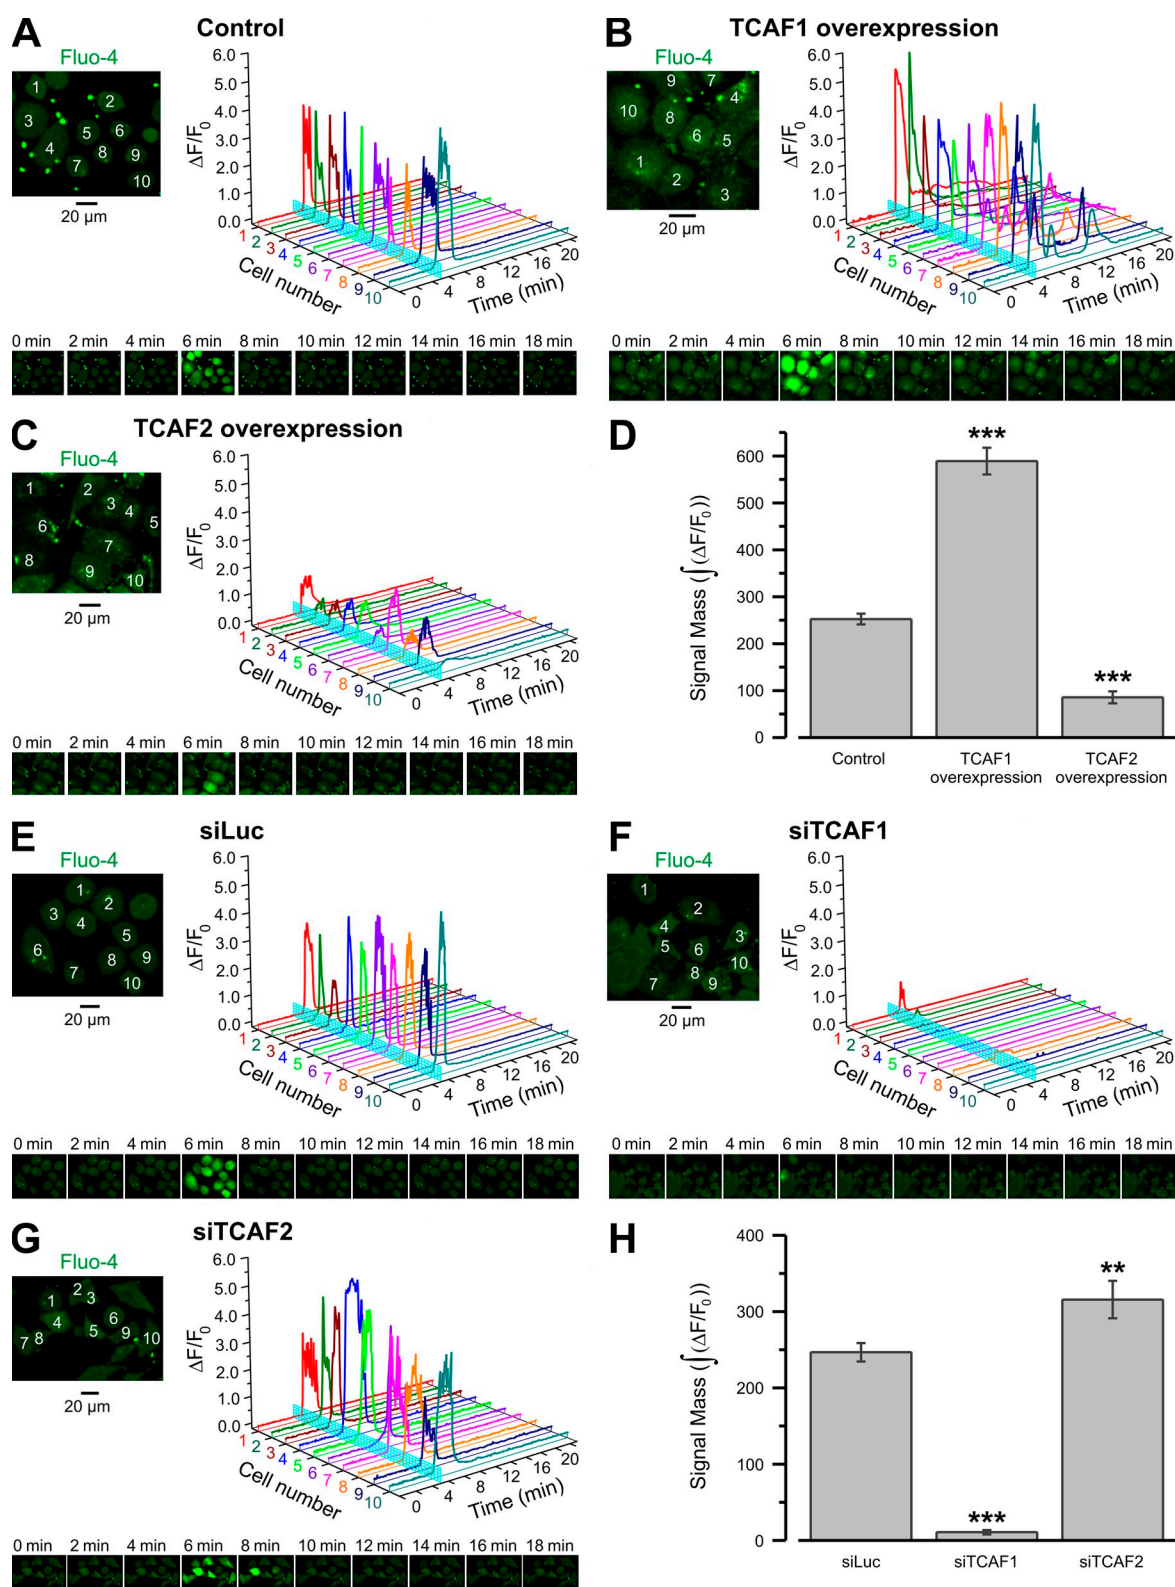 A
Control
Fluo-4
1
2
3
4
5
6
7
8
9
10
20 µm
ΔF/F0
6.0
5.0
4.0
3.0
2.0
1.0
0.0
1 2 3 4 5 6 7 8 9 10
Cell number
0 4 8 12 16 20
Time (min)
0 min 2 min 4 min 6 min 8 min 10 min 12 min 14 min 16 min 18 min
B
TCAF1 overexpression
Fluo-4
9
7
4
10
8
6
5
1
2
3
20 µm
ΔF/F0
6.0
5.0
4.0
3.0
2.0
1.0
0.0
1 2 3 4 5 6 7 8 9 10
Cell number
0 4 8 12 16 20
Time (min)
0 min 2 min 4 min 6 min 8 min 10 min 12 min 14 min 16 min 18 min
C
TCAF2 overexpression
Fluo-4
1
2
3
4
5
6
7
8
9
10
20 µm
ΔF/F0
6.0
5.0
4.0
3.0
2.0
1.0
0.0
1 2 3 4 5 6 7 8 9 10
Cell number
0 4 8 12 16 20
Time (min)
0 min 2 min 4 min 6 min 8 min 10 min 12 min 14 min 16 min 18 min
D
Signal Mass (∫(ΔF/F0))
600
500
400
300
200
100
0
***
***
Control
TCAF1
overexpression
TCAF2
overexpression
E
siLuc
Fluo-4
1
2
3
4
5
6
7
8
9
10
20 µm
ΔF/F0
6.0
5.0
4.0
3.0
2.0
1.0
0.0
1 2 3 4 5 6 7 8 9 10
Cell number
0 4 8 12 16 20
Time (min)
0 min 2 min 4 min 6 min 8 min 10 min 12 min 14 min 16 min 18 min
F
siTCAF1
Fluo-4
1
2
4
3
5
6
10
8
7
9
20 µm
ΔF/F0
6.0
5.0
4.0
3.0
2.0
1.0
0.0
1 2 3 4 5 6 7 8 9 10
Cell number
0 4 8 12 16 20
Time (min)
0 min 2 min 4 min 6 min 8 min 10 min 12 min 14 min 16 min 18 min
G
siTCAF2
Fluo-4
2
1
3
4
6
5
9
7
8
10
20 µm
ΔF/F0
6.0
5.0
4.0
3.0
2.0
1.0
0.0
1 2 3 4 5 6 7 8 9 10
Cell number
0 4 8 12 16 20
Time (min)
0 min 2 min 4 min 6 min 8 min 10 min 12 min 14 min 16 min 18 min
H
Signal Mass (∫(ΔF/F0))
400
300
200
100
0
***
**
siLuc
siTCAF1
siTCAF2